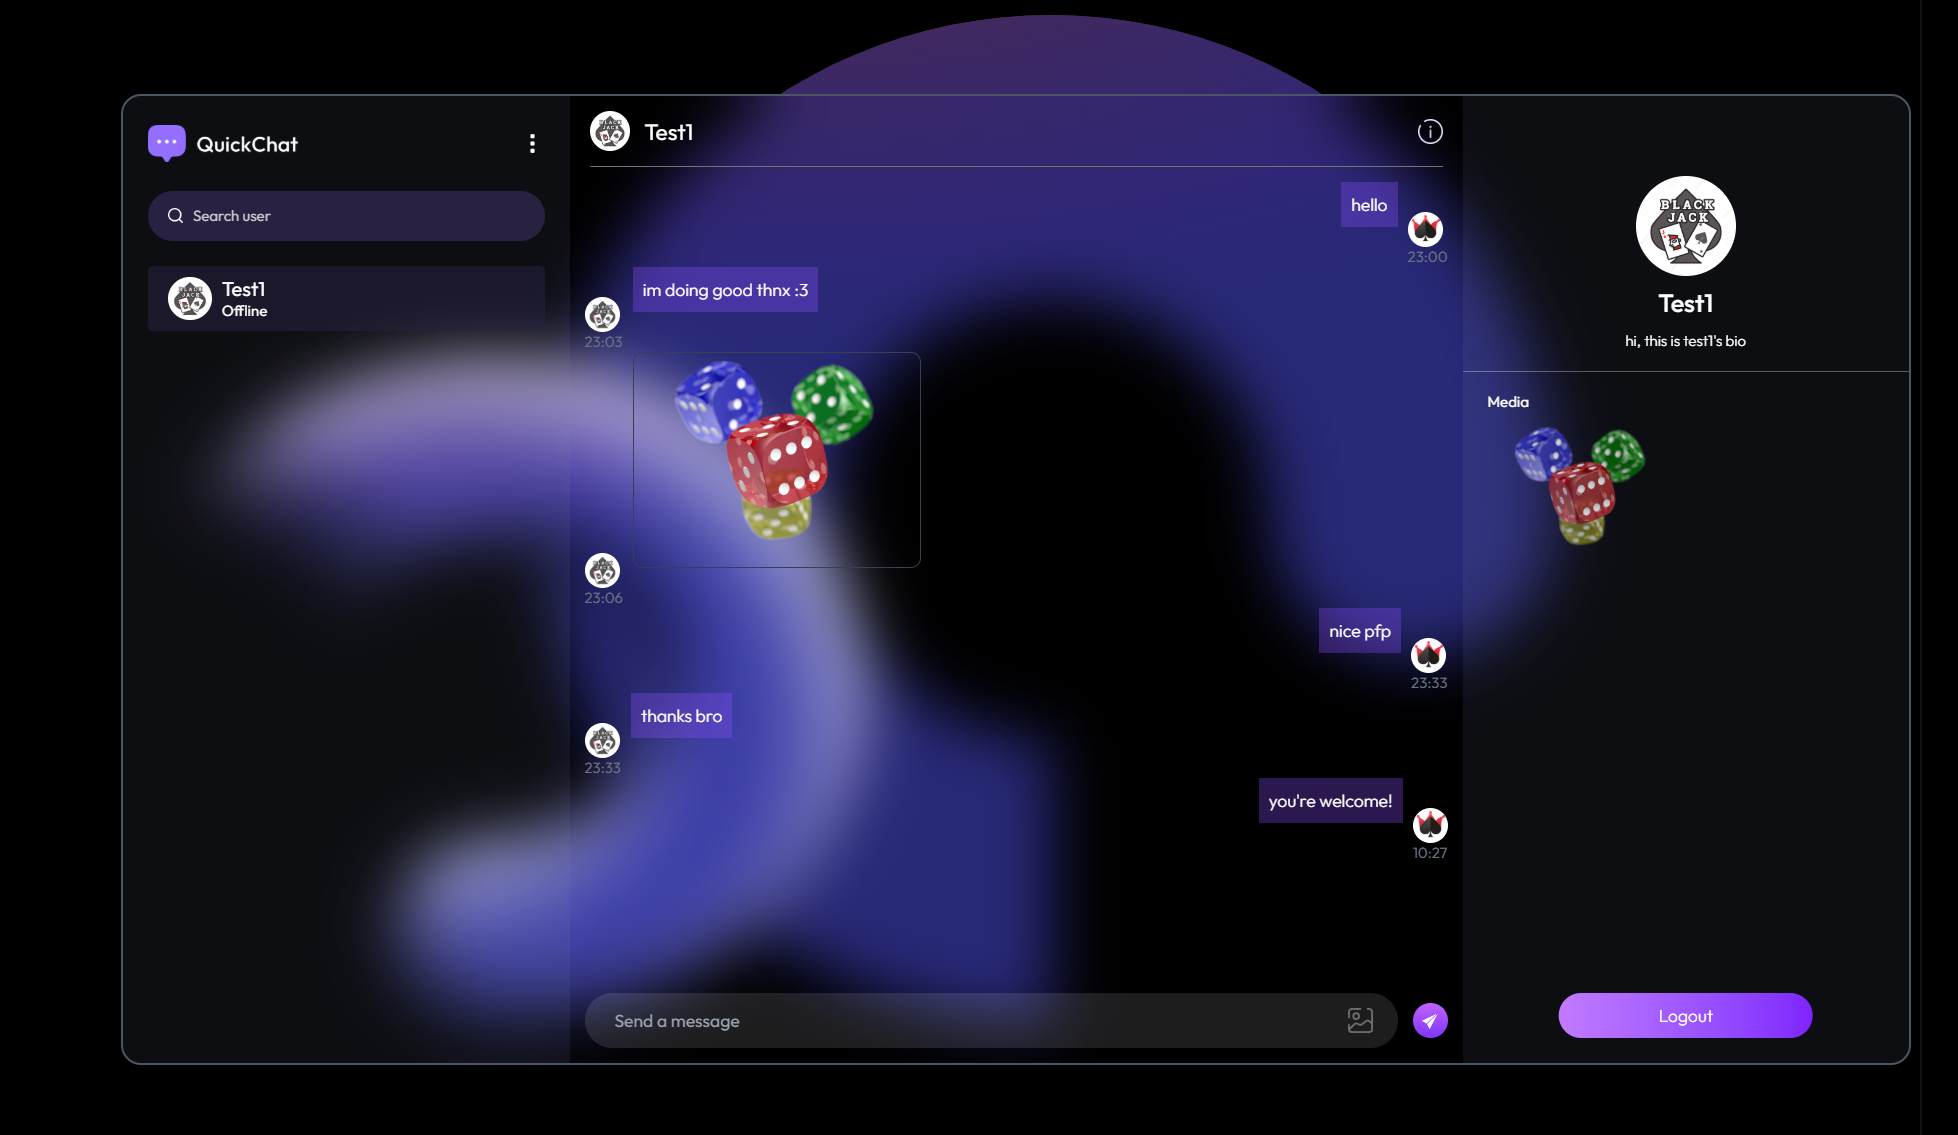 QuickChat
Search user
Test1
Offline
Test1
hello
23:00
im doing good thnx :3
23:03
23:06
nice pfp
23:33
thanks bro
23:33
you're welcome!
10:27
Send a message
BLACK
JACK
Test1
hi, this is test1's bio
Media
Logout